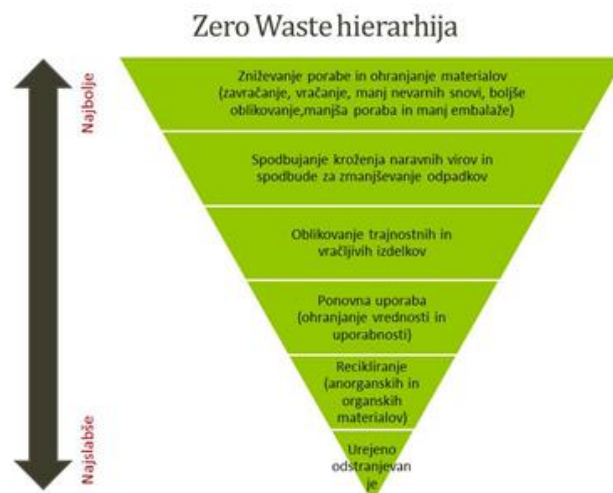 Zero Waste hierarhija
Najbolje
Zniževanje porabe in ohranjanje materialov
(zavračanje, vračanje, manj nevarnih snovi, boljše
oblikovanje,manjša poraba in manj embalaže)
Spodbujanje kroženja naravnih virov in
spodbude za zmanjševanje odpadkov
Oblikovanje trajnostnih in
vračljivih izdelkov
Ponovna uporaba
(ohranjanje vrednosti in
uporabnosti)
Recikliranje
(anorganskih in
organskih
materialov)
Najslabše
Urejeno
odstranjevan
je